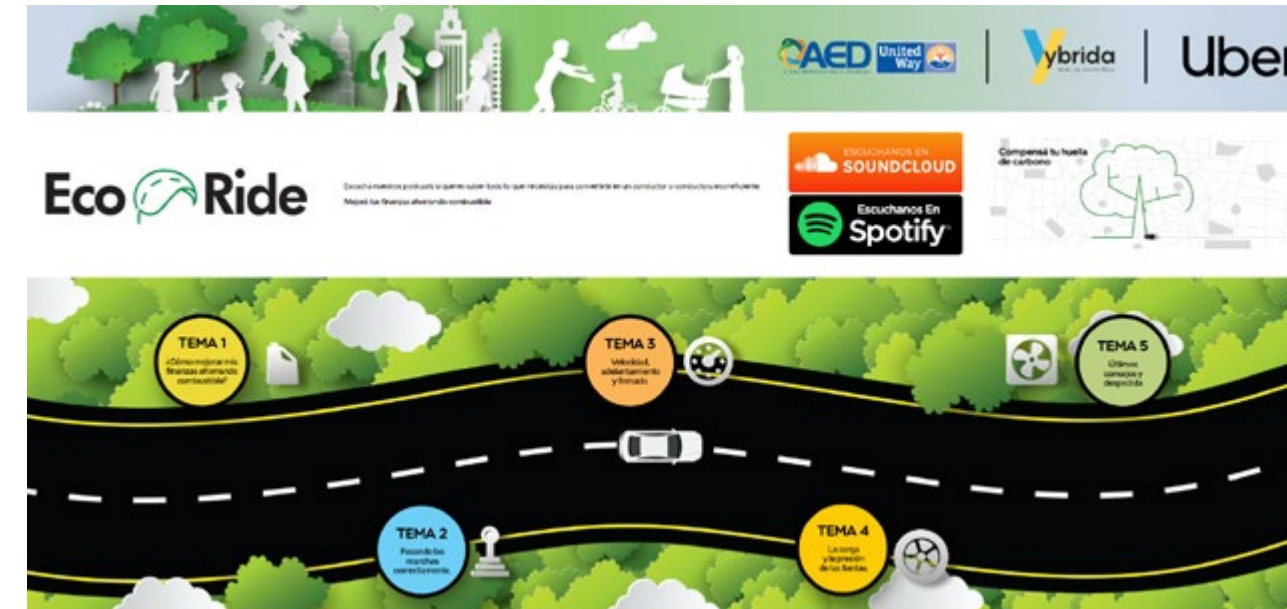 AED United
Way
ybrida
Uber
Eco Ride
Escuchá nuestros podcasts si quieres saber todo lo que necesitás para convertirte en un conductor o conductora
Mejorá tus finanzas ahorrando combustible
ESCUCHANOS EN
SOUNDCLOUD
Escuchanos En
Spotify
Compensá tu huella
de carbono
TEMA 1
¿Cómo mejorar mis
finanzas ahorrando
combustible?
TEMA 2
Pasando las
marchas
correctamente.
TEMA 3
Velocidad,
adelantamiento
y frenado.
TEMA 4
La carga
y la presión
de las llantas.
TEMA 5
Últimos
consejos y
despedida